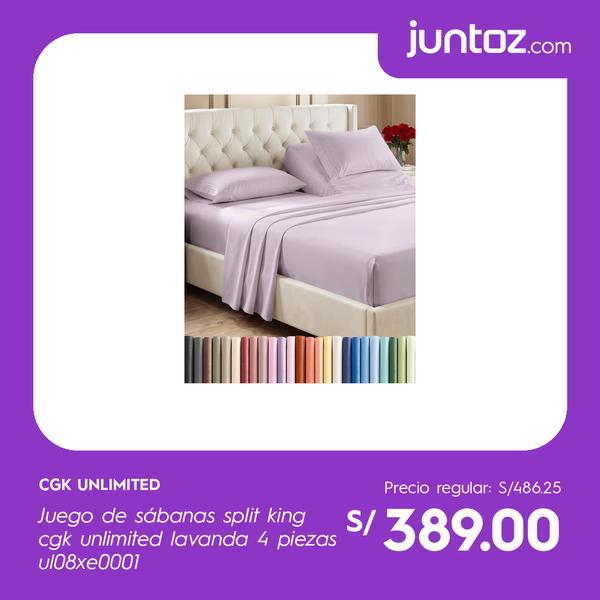 juntoz.com
CGK UNLIMITED
Juego de sábanas split king
cgk unlimited lavanda 4 piezas
ul08xe0001
Precio regular: S/486.25
S/389.00